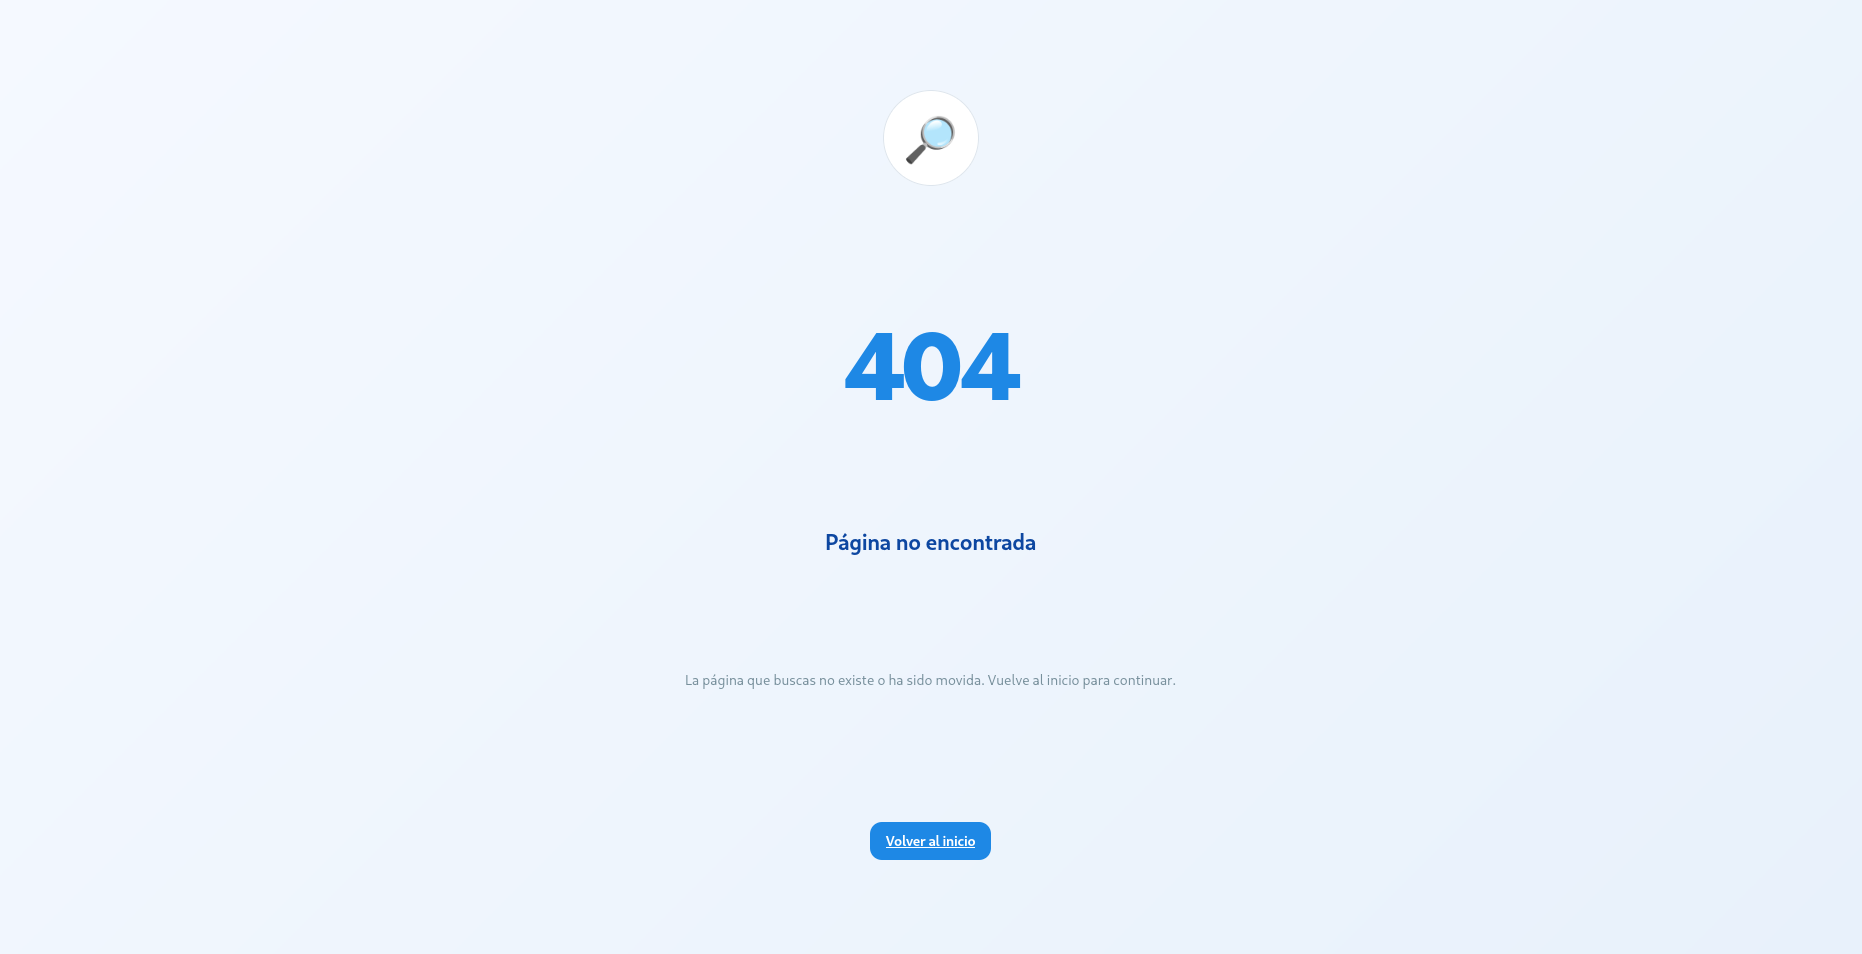 404
Página no encontrada
La página que buscas no existe o ha sido movida. Vuelve al inicio para continuar.
Volver al inicio